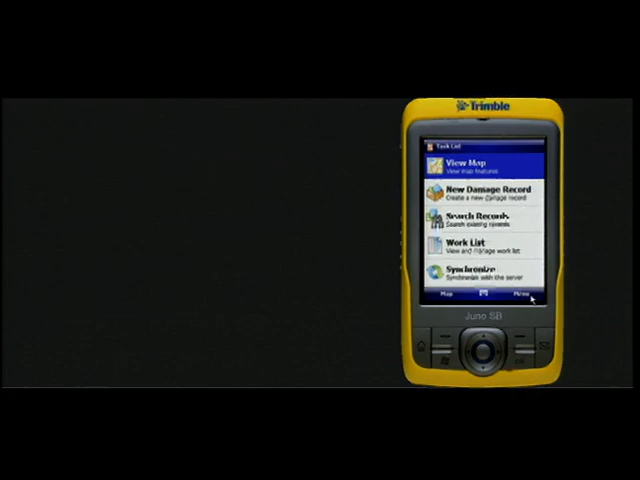 Trimble
Task List
View Map
View map features
New Damage Record
Create a new damage record
Search Records
Search existing records
Work List
View and manage work list
Synchronize
Synchronize with the server
Map
Menu
Juno SB